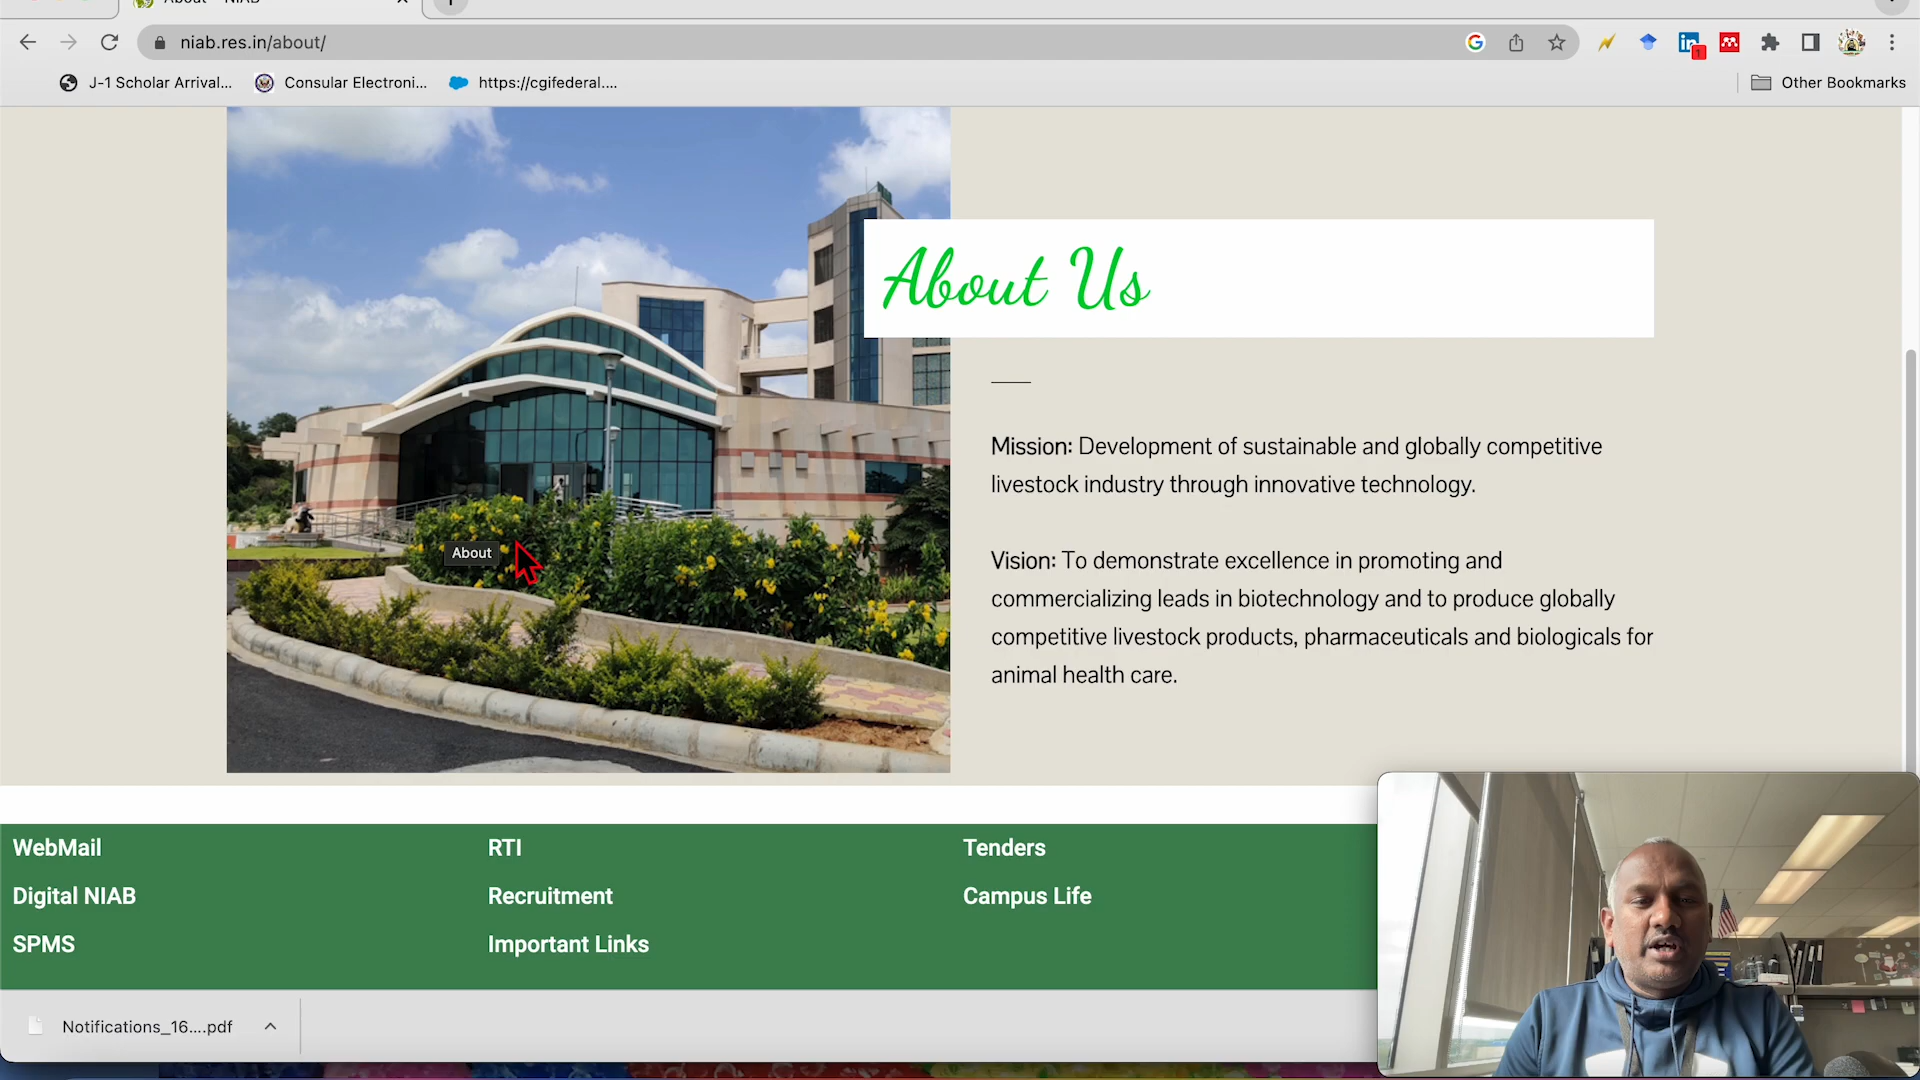 About - NIAB
niab.res.in/about/
J-1 Scholar Arrival...
Consular Electroni...
https://cgifederal....
Other Bookmarks
About Us
Mission: Development of sustainable and globally competitive
livestock industry through innovative technology.
Vision: To demonstrate excellence in promoting and
commercializing leads in biotechnology and to produce globally
competitive livestock products, pharmaceuticals and biologicals for
animal health care.
About
WebMail
RTI
Tenders
Digital NIAB
Recruitment
Campus Life
SPMS
Important Links
Notifications_16....pdf